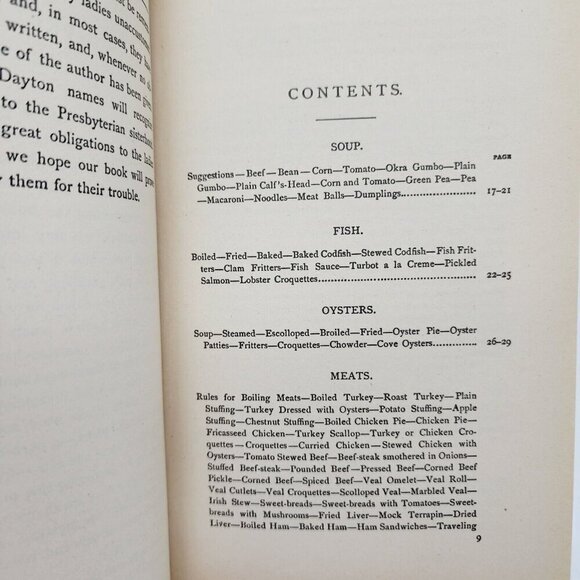 ladies unaccustomed
and, in most cases, they
written, and, whenever
of the author has been given
Dayton names will recognize
to the Presbyterian
great obligations to the ladies
we hope our book will
them for their trouble.
CONTENTS.
SOUP.
PAGE
Suggestions—Beef—Bean—Corn—Tomato—Okra Gumbo—Plain
Gumbo—Plain Calf's-Head—Corn and Tomato—Green Pea—Pea
—Macaroni—Noodles—Meat Balls—Dumplings........................ 17-21
FISH.
Boiled—Fried—Baked—Baked Codfish—Stewed Codfish—Fish Frit-
ters—Clam Fritters—Fish Sauce—Turbot a la Creme—Pickled
Salmon—Lobster Croquettes.................................... 22-25
OYSTERS.
Soup—Steamed—Escolloped—Broiled—Fried—Oyster Pie—Oyster
Patties—Fritters—Croquettes—Chowder—Cove Oysters............. 26-29
MEATS.
Rules for Boiling Meats—Boiled Turkey—Roast Turkey—Plain
Stuffing—Turkey Dressed with Oysters—Potato Stuffing—Apple
Stuffing—Chestnut Stuffing—Boiled Chicken Pie—Chicken Pie—
Fricasseed Chicken—Turkey Scallop—Turkey or Chicken Cro-
quettes—Croquettes—Curried Chicken—Stewed Chicken with
Oysters—Tomato Stewed Beef—Beef-steak smothered in Onions—
Stuffed Beef-steak—Pounded Beef—Pressed Beef—Corned Beef
Pickle—Corned Beef—Spiced Beef—Veal Omelet—Veal Roll—
Veal Cutlets—Veal Croquettes—Scolloped Veal—Marbled Veal—
Irish Stew—Sweet-breads—Sweet-breads with Tomatoes—Sweet-
breads with Mushrooms—Fried Liver—Mock Terrapin—Dried
Liver—Boiled Ham—Baked Ham—Ham Sandwiches—Traveling
9